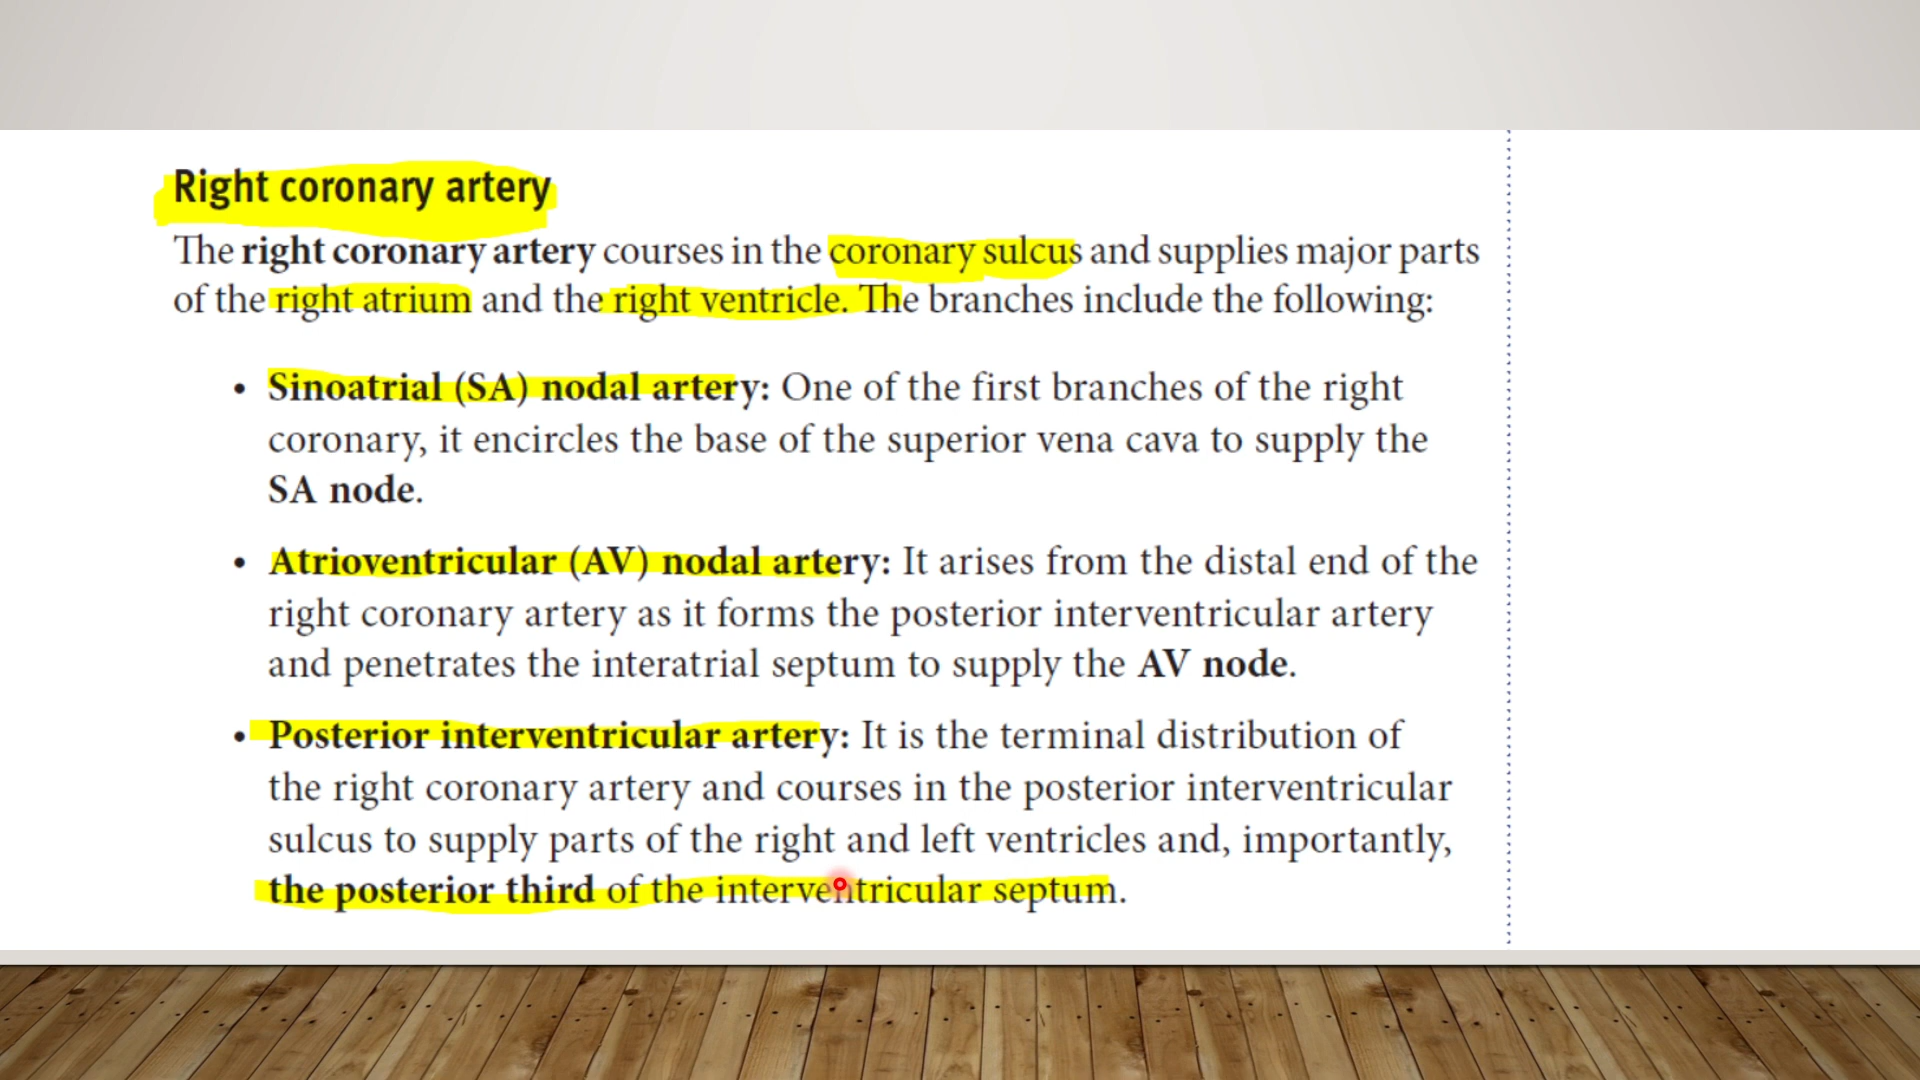 Right coronary artery
The right coronary artery courses in the coronary sulcus and supplies major parts
of the right atrium and the right ventricle. The branches include the following:
• Sinoatrial (SA) nodal artery: One of the first branches of the right
coronary, it encircles the base of the superior vena cava to supply the
SA node.
• Atrioventricular (AV) nodal artery: It arises from the distal end of the
right coronary artery as it forms the posterior interventricular artery
and penetrates the interatrial septum to supply the AV node.
• Posterior interventricular artery: It is the terminal distribution of
the right coronary artery and courses in the posterior interventricular
sulcus to supply parts of the right and left ventricles and, importantly,
the posterior third of the interventricular septum.